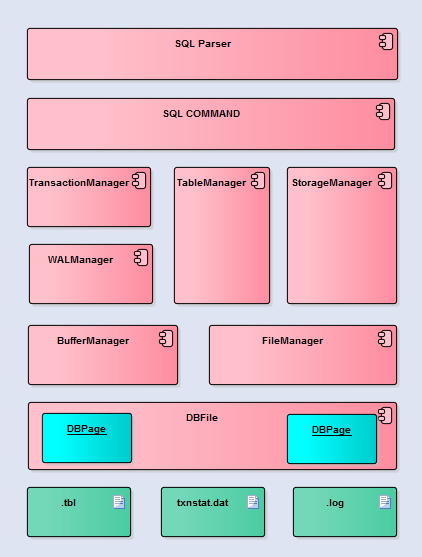 SQL Parser
SQL COMMAND
TransactionManager
TableManager
StorageManager
WALManager
BufferManager
FileManager
DBFile
DBPage
DBPage
.tbl
txnstat.dat
.log